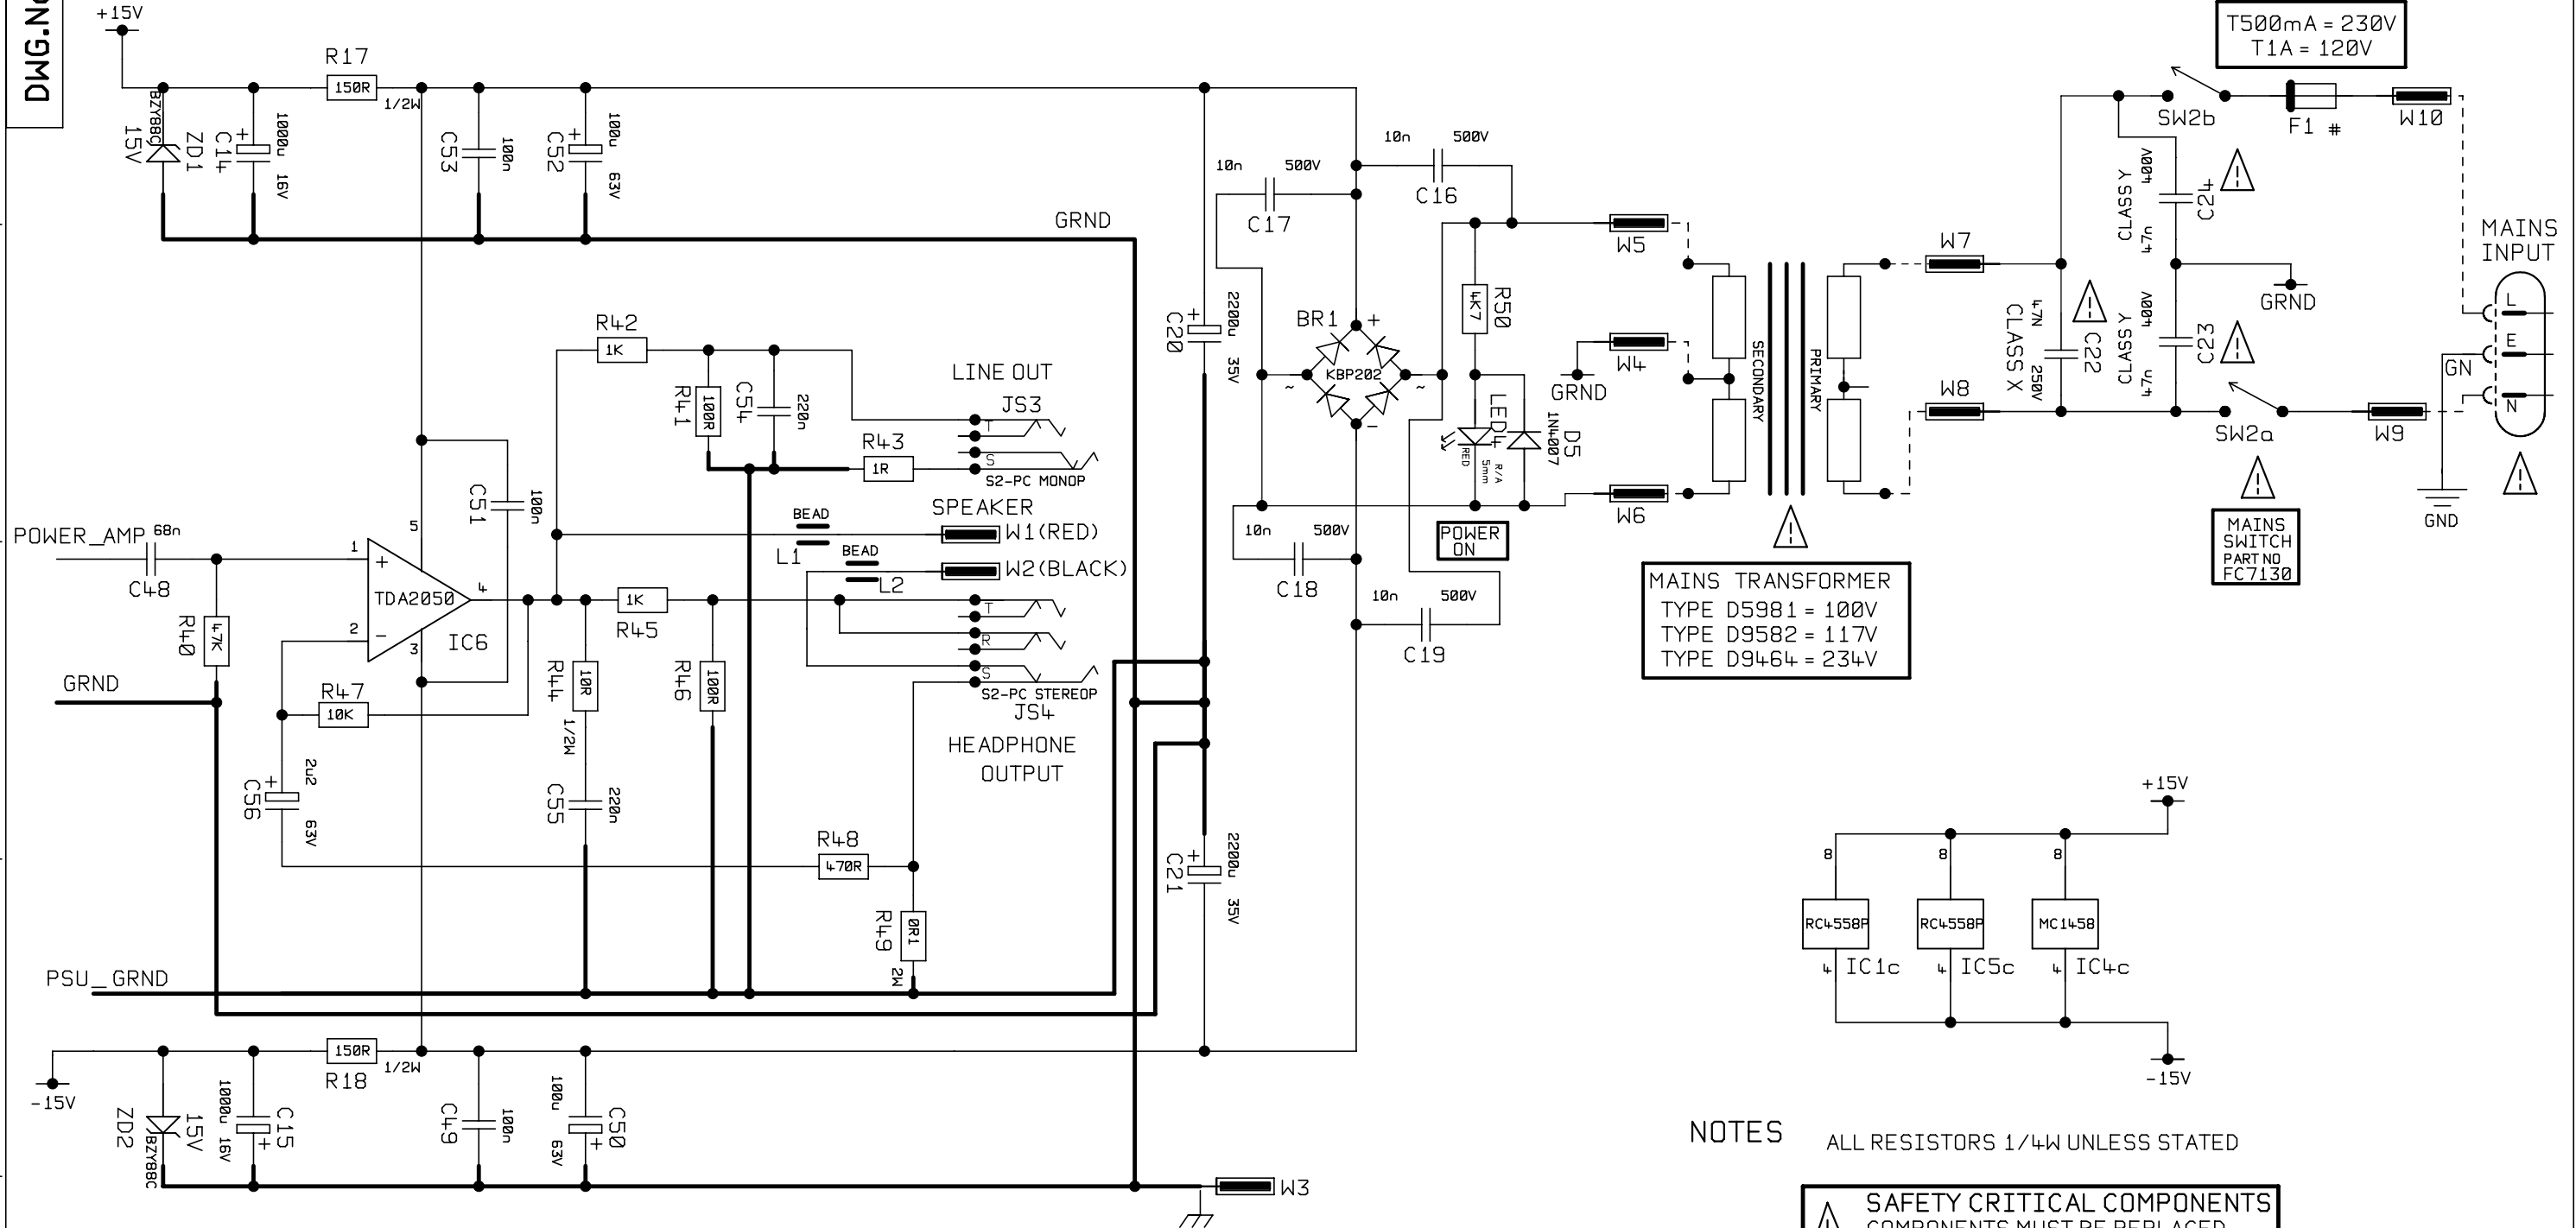 DWG.No
+15V
R17
150R
1/2W
BZY88C
15V
ZD1
C14
1000u
16V
C53
100n
C52
100u
63V
GRND
T500mA = 230V
T1A = 120V
SW2b
F1 #
W10
10n 500V
C16
10n 500V
C17
C20
2200u
35V
BR1
+
KBP202
~
~
-
R50
4K7
LED4
RED
R/A
5mm
1N4007
D5
POWER
ON
W5
W4
GRND
W6
SECONDARY
PRIMARY
W7
W8
47N
CLASS X
250V
C22
CLASS Y
400V
47n
C24
CLASS Y
400V
47n
C23
GRND
MAINS
INPUT
L
E
N
GN
GND
SW2a
W9
MAINS
SWITCH
PART NO
FC7130
MAINS TRANSFORMER
TYPE D5981 = 100V
TYPE D9582 = 117V
TYPE D9464 = 234V
R42
1K
R41
100R
C54
220n
LINE OUT
JS3
R43
1R
T
S
S2-PC MONOP
SPEAKER
BEAD
L1
W1(RED)
BEAD
L2
W2(BLACK)
C51
100n
POWER_AMP
68n
C48
R40
47K
GRND
1
+
2
-
5
3
4
TDA2050
IC6
R47
10K
2u2
C56
63V
1K
R45
R44
10R
1/2W
C55
220n
R46
100R
T
R
S
S2-PC STEREOP
JS4
HEADPHONE
OUTPUT
R48
470R
R49
0R1
2W
10n 500V
C18
10n 500V
C19
C21
2200u
35V
PSU_GRND
150R
R18
1/2W
-15V
ZD2
15V
BZY88C
1000u
16V
C15
C49
100n
100u
63V
C50
W3
+15V
8
8
8
RC4558P
RC4558P
MC1458
4
IC1c
4
IC5c
4
IC4c
-15V
NOTES
ALL RESISTORS 1/4W UNLESS STATED
SAFETY CRITICAL COMPONENTS
COMPONENTS MUST BE REPLACED